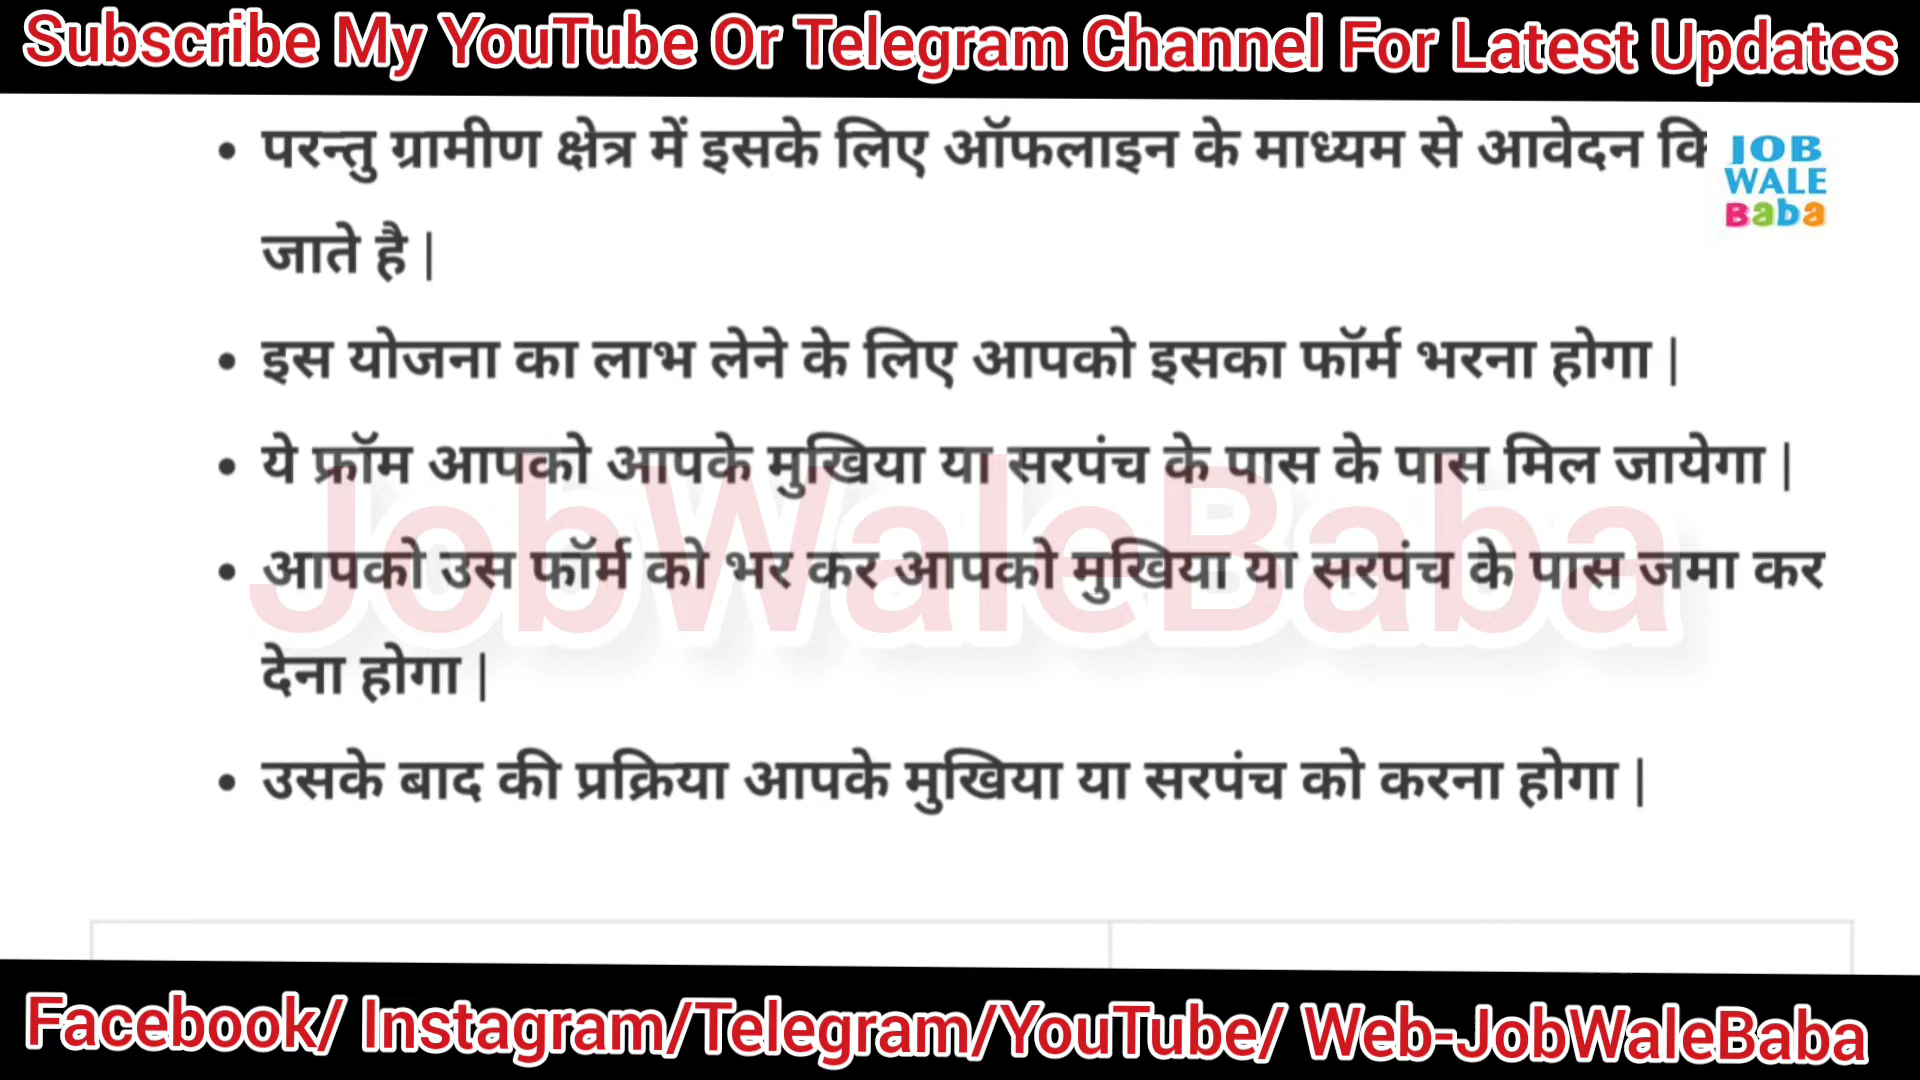 Subscribe My YouTube Or Telegram Channel For Latest Updates
• परन्तु ग्रामीण क्षेत्र में इसके लिए ऑफलाइन के माध्यम से आवेदन
JOB
WALE
Baba
जाते है |
• इस योजना का लाभ लेने के लिए आपको इसका फॉर्म भरना होगा |
• ये फ्रॉम आपको आपके मुखिया या सरपंच के पास के पास मिल जायेगा |
JobWaleBaba
• आपको उस फॉर्म को भर कर आपको मुखिया या सरपंच के पास जमा कर
देना होगा |
• उसके बाद की प्रक्रिया आपके मुखिया या सरपंच को करना होगा |
Facebook/ Instagram/Telegram/YouTube/ Web-JobWaleBaba